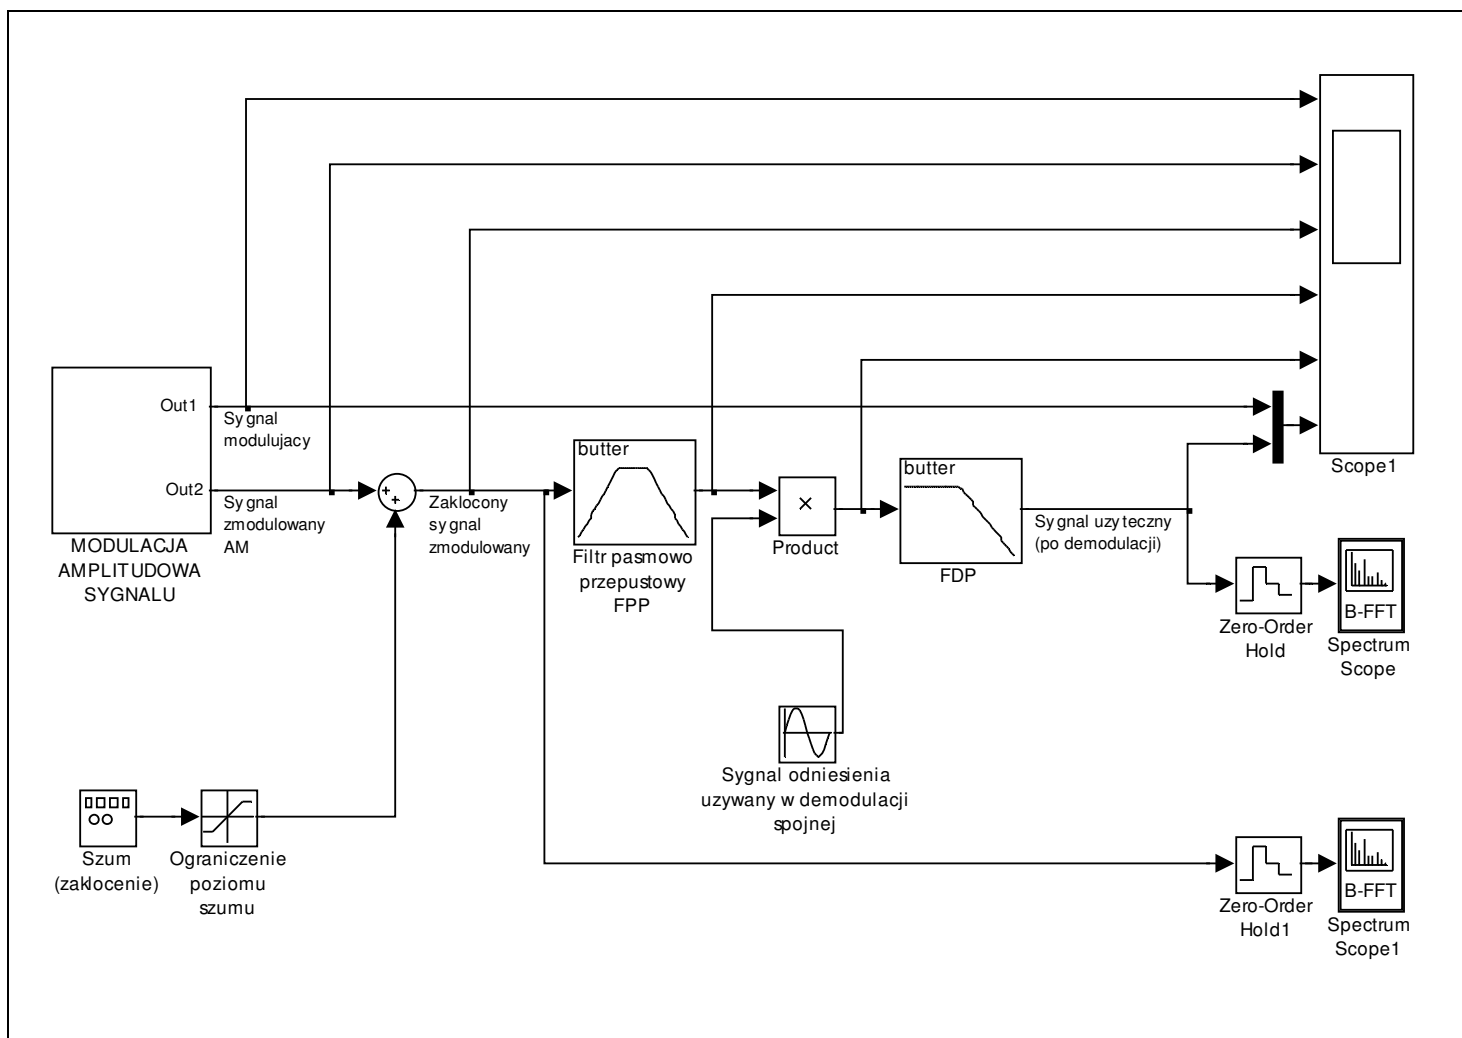 Out1
Sygnal
modulujacy
Out2
Sygnal
zmodulowany
AM
MODULACJA
AMPLITUDOWA
SYGNALU
Zaklocony
sygnal
zmodulowany
butter
Filtr pasmowo
przepustowy
FPP
Product
butter
FDP
Sygnal uzyteczny
(po demodulacji)
Scope1
Zero-Order
Hold
B-FFT
Spectrum
Scope
Sygnal odniesienia
uzywany w demodulacji
spojnej
Szum
(zaklocenie)
Ograniczenie
poziomu
szumu
Zero-Order
Hold1
B-FFT
Spectrum
Scope1